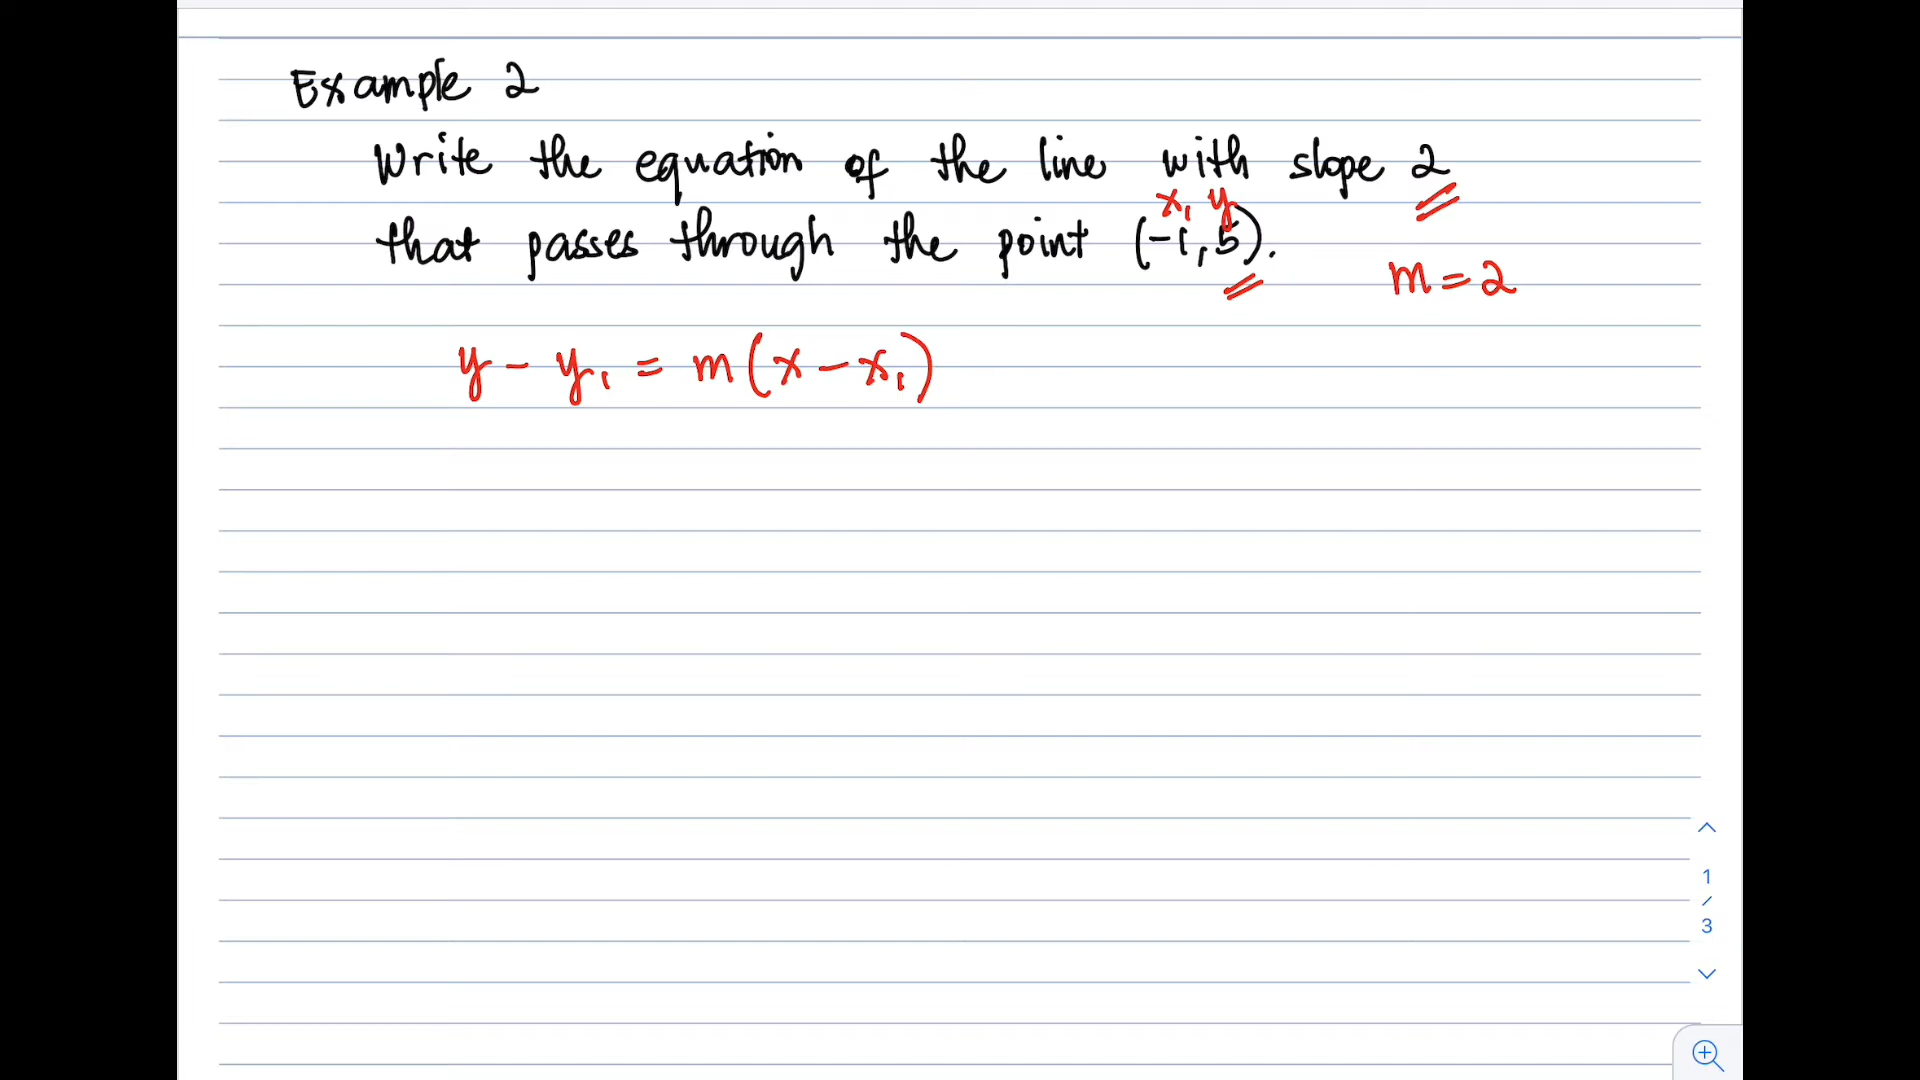 Example 2
Write the equation of the line with slope 2
x₁ y
that passes through the point (-1, 5).
m = 2
y - y₁ = m(x - x₁)
1
/
3